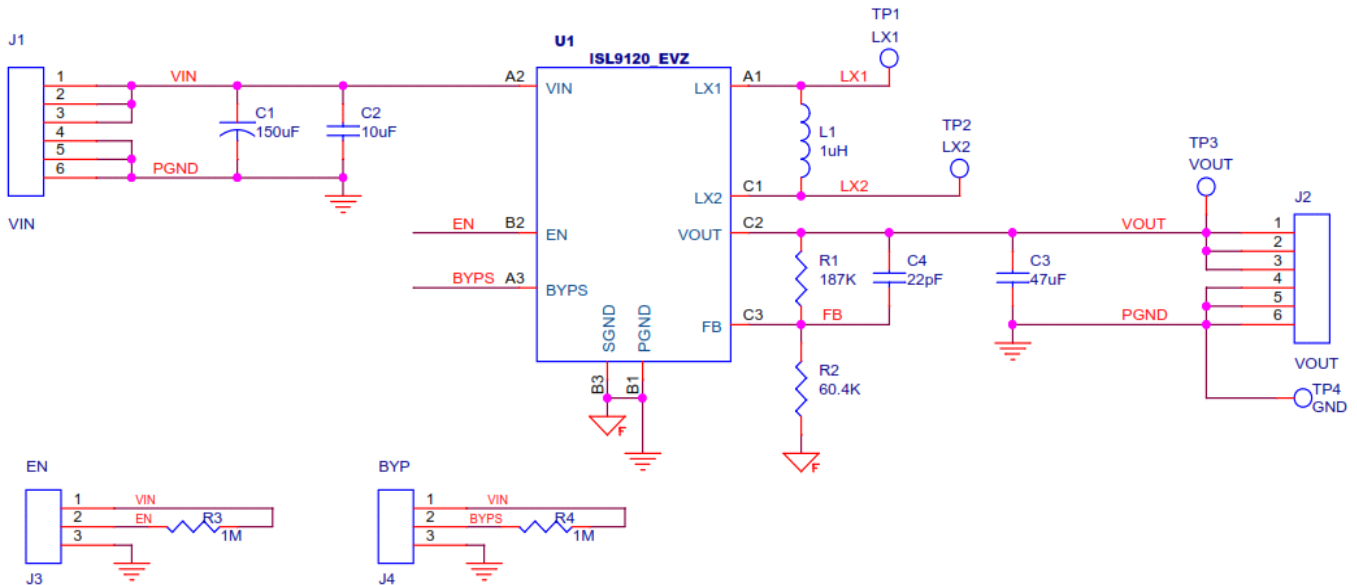 J1
1
2
3
4
5
6
VIN
VIN
PGND
C1
150uF
C2
10uF
U1
ISL9120_EVZ
A2
VIN
EN
B2
EN
BYPS
A3
BYPS
SGND
PGND
B3
B1
F
A1
LX1
LX1
C1
LX2
LX2
C2
VOUT
C3
FB
FB
TP1
LX1
L1
1uH
TP2
LX2
R1
187K
C4
22pF
C3
47uF
R2
60.4K
F
VOUT
PGND
TP3
VOUT
J2
1
2
3
4
5
6
VOUT
TP4
GND
EN
1
2
3
VIN
EN
R3
1M
J3
BYP
1
2
3
VIN
BYPS
R4
1M
J4